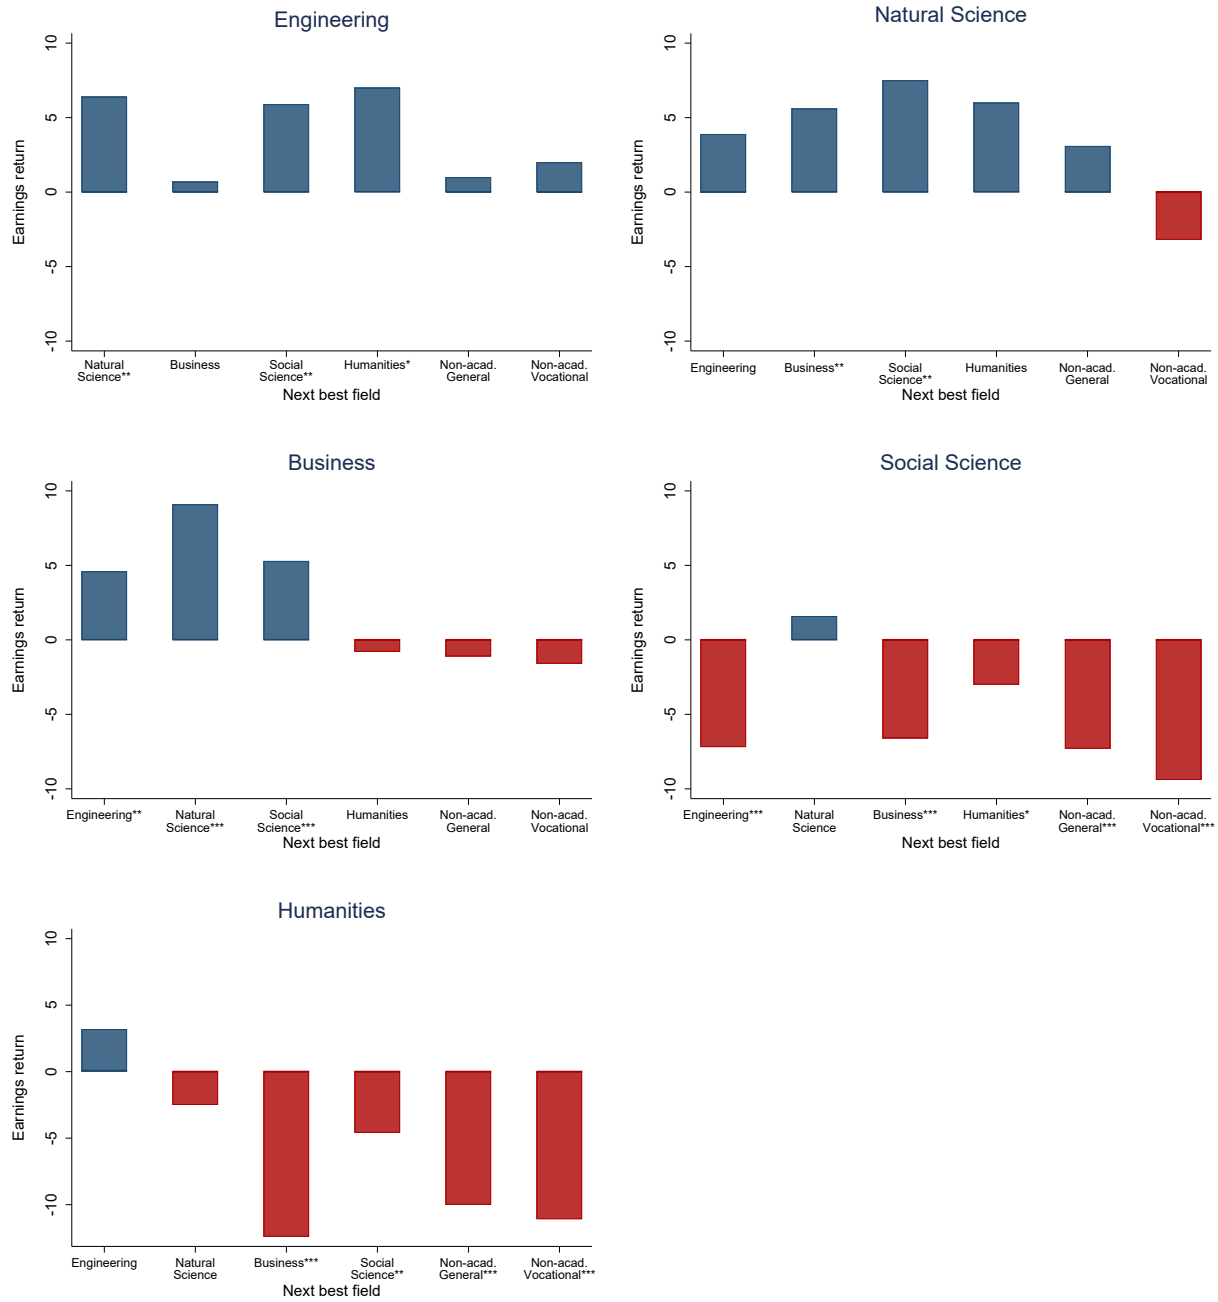 Engineering
10
5
0
-5
-10
Earnings return
Natural
Science**
Business
Social
Science**
Humanities*
Non-acad.
General
Non-acad.
Vocational
Next best field
Natural Science
10
5
0
-5
-10
Earnings return
Engineering
Business**
Social
Science**
Humanities
Non-acad.
General
Non-acad.
Vocational
Next best field
Business
10
5
0
-5
-10
Earnings return
Engineering**
Natural
Science***
Social
Science***
Humanities
Non-acad.
General
Non-acad.
Vocational
Next best field
Social Science
10
5
0
-5
-10
Earnings return
Engineering***
Natural
Science
Business***
Humanities*
Non-acad.
General***
Non-acad.
Vocational***
Next best field
Humanities
10
5
0
-5
-10
Earnings return
Engineering
Natural
Science
Business***
Social
Science**
Non-acad.
General***
Non-acad.
Vocational***
Next best field